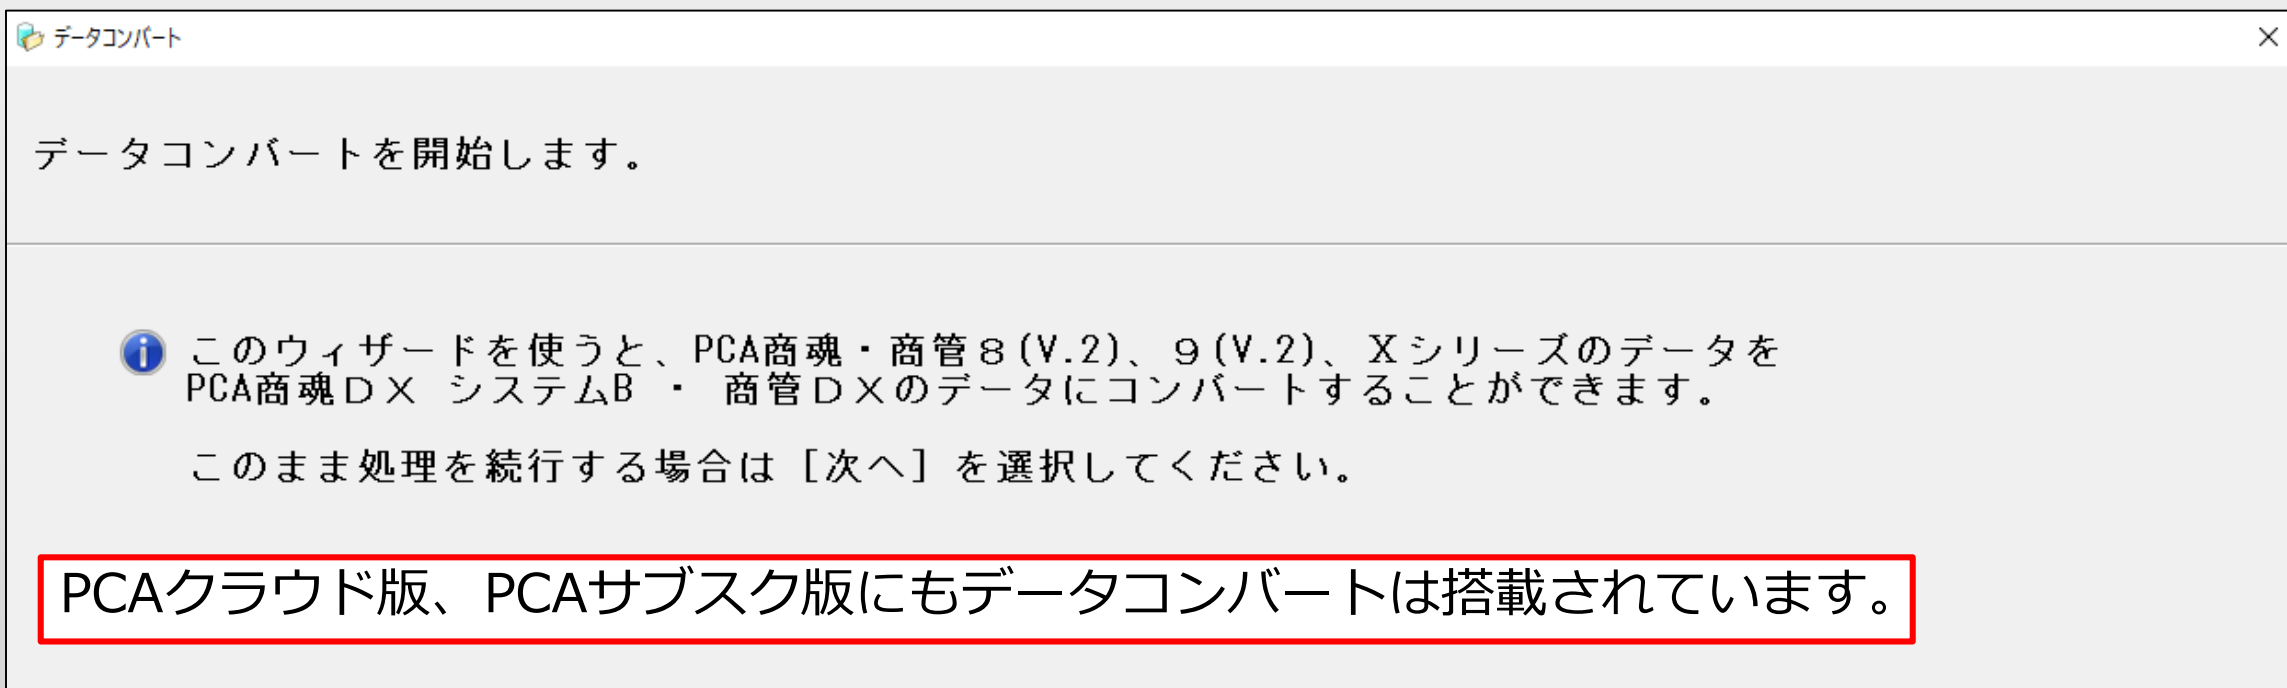 データコンバート
データコンバートを開始します。
このウィザードを使うと、PCA商魂・商管８(V.2)、９(V.2)、Ｘシリーズのデータを
PCA商魂ＤＸ システムB ・ 商管ＤＸのデータにコンバートすることができます。
このまま処理を続行する場合は［次へ］を選択してください。
PCAクラウド版、PCAサブスク版にもデータコンバートは搭載されています。